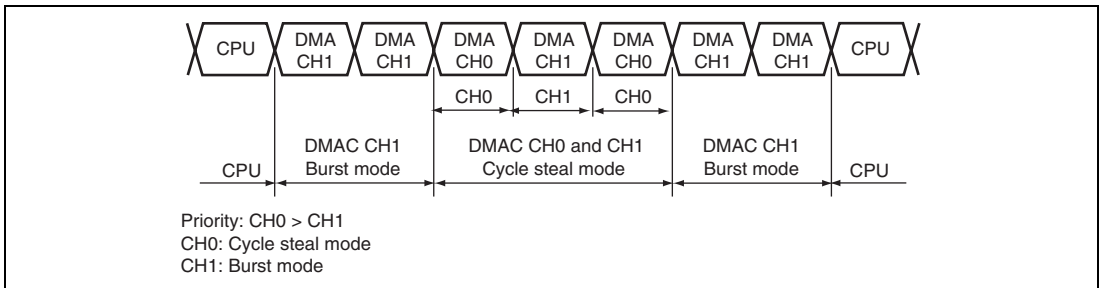 CPU DMA DMA DMA DMA DMA DMA DMA CPU
CH1 CH1 CH0 CH1 CH0 CH1 CH1
CH0 CH1 CH0
DMAC CH1 DMAC CH0 and CH1 DMAC CH1
CPU Burst mode Cycle steal mode Burst mode CPU
Priority: CH0 > CH1
CH0: Cycle steal mode
CH1: Burst mode